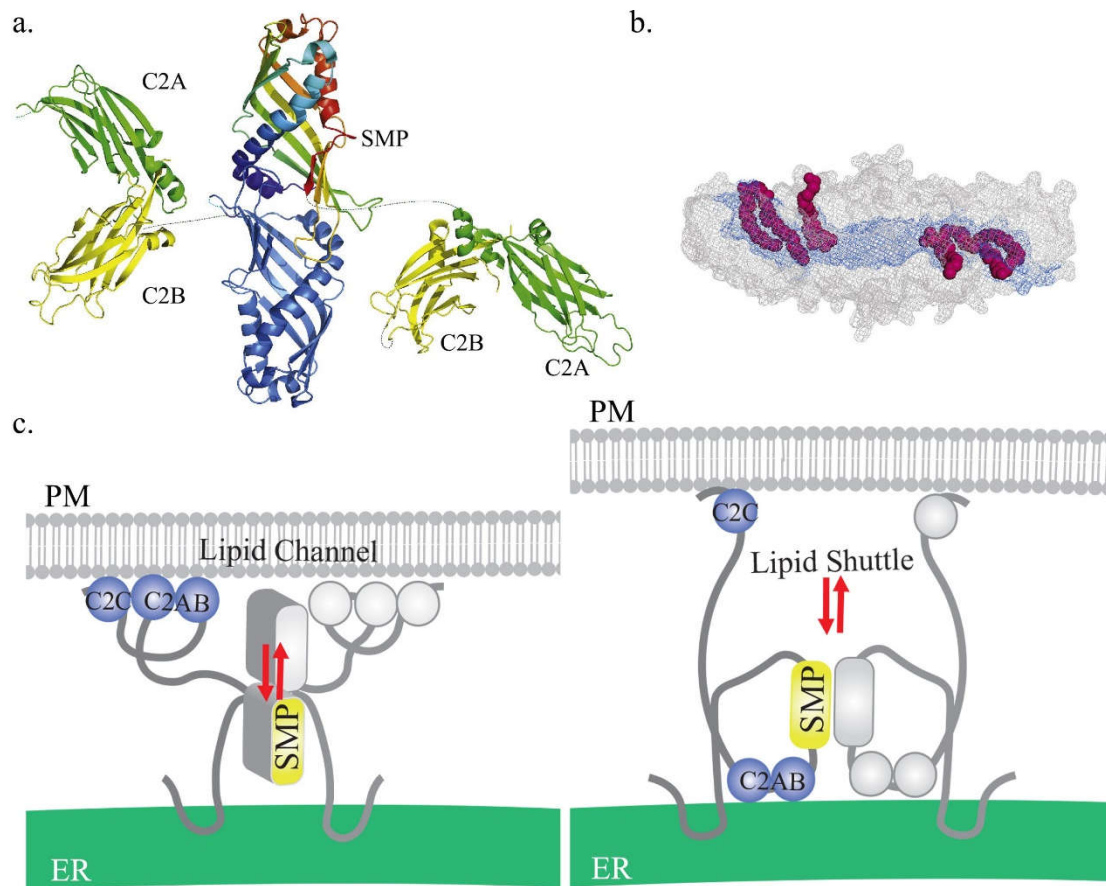 a.
C2A
SMP
C2B
C2B
C2A
b.
c.
PM
Lipid Channel
C2C
C2AB
SMP
ER
PM
C2C
Lipid Shuttle
SMP
C2AB
ER